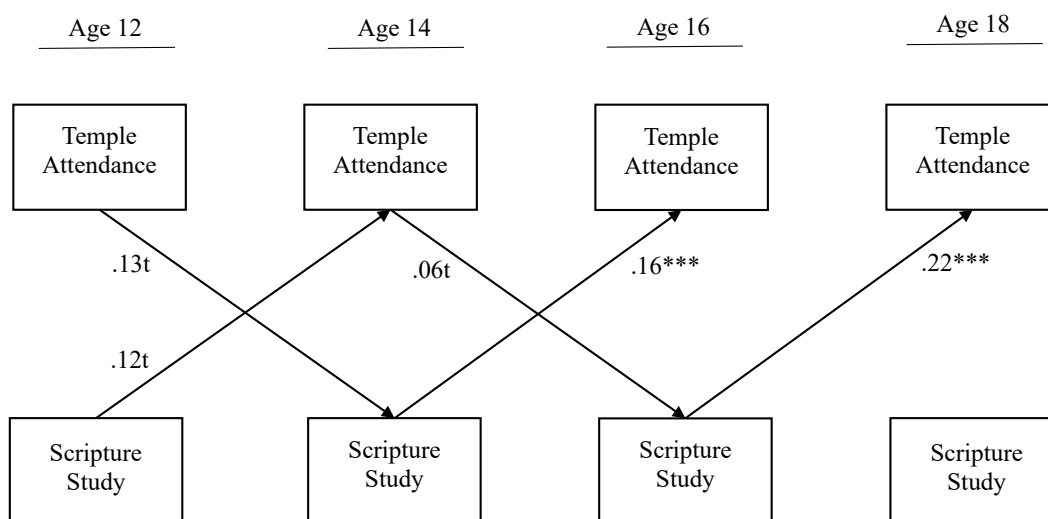 Age 12
Age 14
Age 16
Age 18
Temple
Attendance
Temple
Attendance
Temple
Attendance
Temple
Attendance
.13t
.06t
.16***
.22***
.12t
Scripture
Study
Scripture
Study
Scripture
Study
Scripture
Study